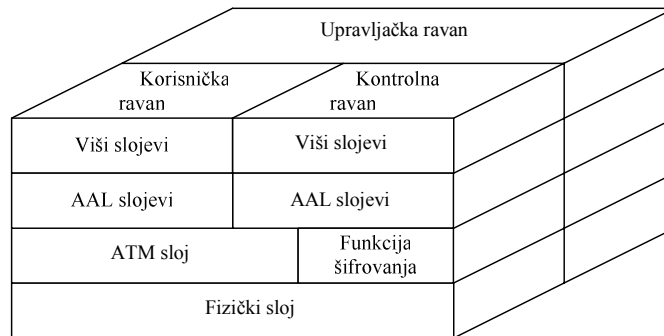 Upravljačka ravan
Korisnička
ravan
Kontrolna
ravan
Viši slojevi
Viši slojevi
AAL slojevi
AAL slojevi
ATM sloj
Funkcija
šifrovanja
Fizički sloj